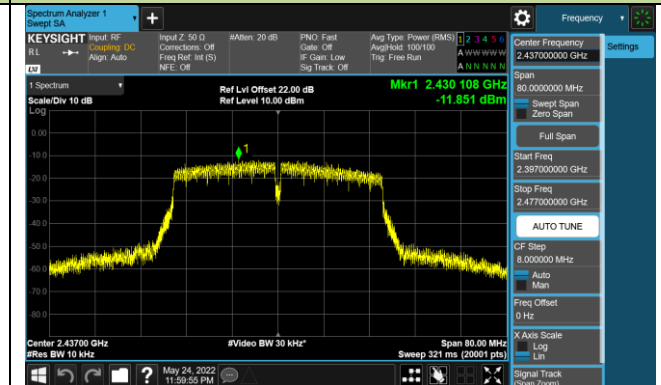 Spectrum Analyzer 1
Swept SA
+
Frequency
KEYSIGHT Input: RF
RL
Coupling: DC
Align: Auto
LXI
Input Z: 50 Ω
Corrections: Off
Freq Ref: Int (S)
NFE: Off
#Atten: 20 dB
PNO: Fast
Gate: Off
IF Gain: Low
Sig Track: Off
Avg Type: Power (RMS)
Avg|Hold: 100/100
Trig: Free Run
1 2 3 4 5 6
A W W W W W
A N N N N N
1 Spectrum
Scale/Div 10 dB
Log
Ref Lvl Offset 22.00 dB
Ref Level 10.00 dBm
Mkr1 2.430 108 GHz
-11.851 dBm
0.00
-10.0
-20.0
-30.0
-40.0
-50.0
-60.0
-70.0
-80.0
1
Center 2.43700 GHz
#Res BW 10 kHz
#Video BW 30 kHz*
Span 80.00 MHz
Sweep 321 ms (20001 pts)
May 24, 2022
11:59:55 PM
Center Frequency
2.437000000 GHz
Settings
Span
80.0000000 MHz
Swept Span
Zero Span
Full Span
Start Freq
2.397000000 GHz
Stop Freq
2.477000000 GHz
AUTO TUNE
CF Step
8.000000 MHz
Auto
Man
Freq Offset
0 Hz
X Axis Scale
Log
Lin
Signal Track
(Span Zoom)